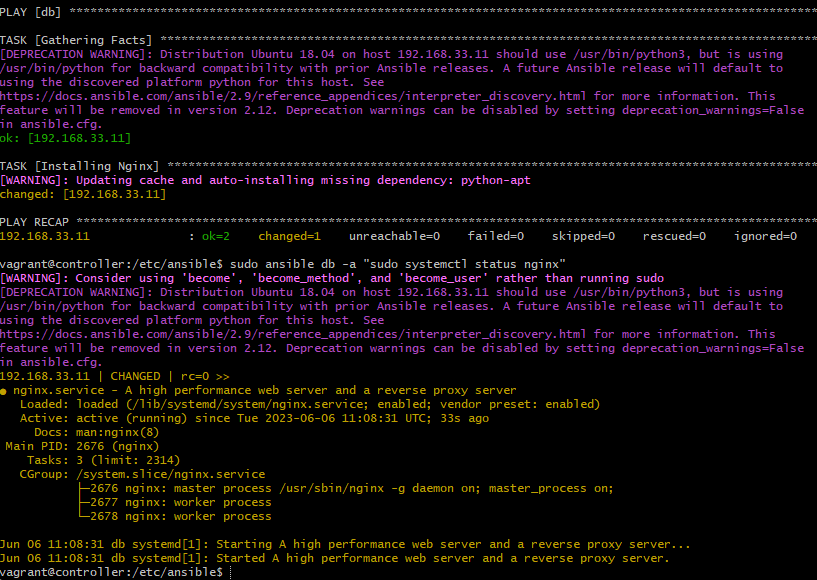 PLAY [db] **********************************************************************************************************
TASK [Gathering Facts] *********************************************************************************************
[DEPRECATION WARNING]: Distribution Ubuntu 18.04 on host 192.168.33.11 should use /usr/bin/python3, but is using
/usr/bin/python for backward compatibility with prior Ansible releases. A future Ansible release will default to
using the discovered platform python for this host. See
https://docs.ansible.com/ansible/2.9/reference_appendices/interpreter_discovery.html for more information. This
feature will be removed in version 2.12. Deprecation warnings can be disabled by setting deprecation_warnings=False
in ansible.cfg.
ok: [192.168.33.11]
TASK [Installing Nginx] ********************************************************************************************
[WARNING]: Updating cache and auto-installing missing dependency: python-apt
changed: [192.168.33.11]
PLAY RECAP *********************************************************************************************************
192.168.33.11              : ok=2    changed=1    unreachable=0    failed=0    skipped=0    rescued=0    ignored=0
vagrant@controller:/etc/ansible$ sudo ansible db -a "sudo systemctl status nginx"
[WARNING]: Consider using 'become', 'become_method', and 'become_user' rather than running sudo
[DEPRECATION WARNING]: Distribution Ubuntu 18.04 on host 192.168.33.11 should use /usr/bin/python3, but is using
/usr/bin/python for backward compatibility with prior Ansible releases. A future Ansible release will default to
using the discovered platform python for this host. See
https://docs.ansible.com/ansible/2.9/reference_appendices/interpreter_discovery.html for more information. This
feature will be removed in version 2.12. Deprecation warnings can be disabled by setting deprecation_warnings=False
in ansible.cfg.
192.168.33.11 | CHANGED | rc=0 >>
● nginx.service - A high performance web server and a reverse proxy server
   Loaded: loaded (/lib/systemd/system/nginx.service; enabled; vendor preset: enabled)
   Active: active (running) since Tue 2023-06-06 11:08:31 UTC; 33s ago
     Docs: man:nginx(8)
 Main PID: 2676 (nginx)
    Tasks: 3 (limit: 2314)
   CGroup: /system.slice/nginx.service
           ├─2676 nginx: master process /usr/sbin/nginx -g daemon on; master_process on;
           ├─2677 nginx: worker process
           └─2678 nginx: worker process
Jun 06 11:08:31 db systemd[1]: Starting A high performance web server and a reverse proxy server...
Jun 06 11:08:31 db systemd[1]: Started A high performance web server and a reverse proxy server.
vagrant@controller:/etc/ansible$